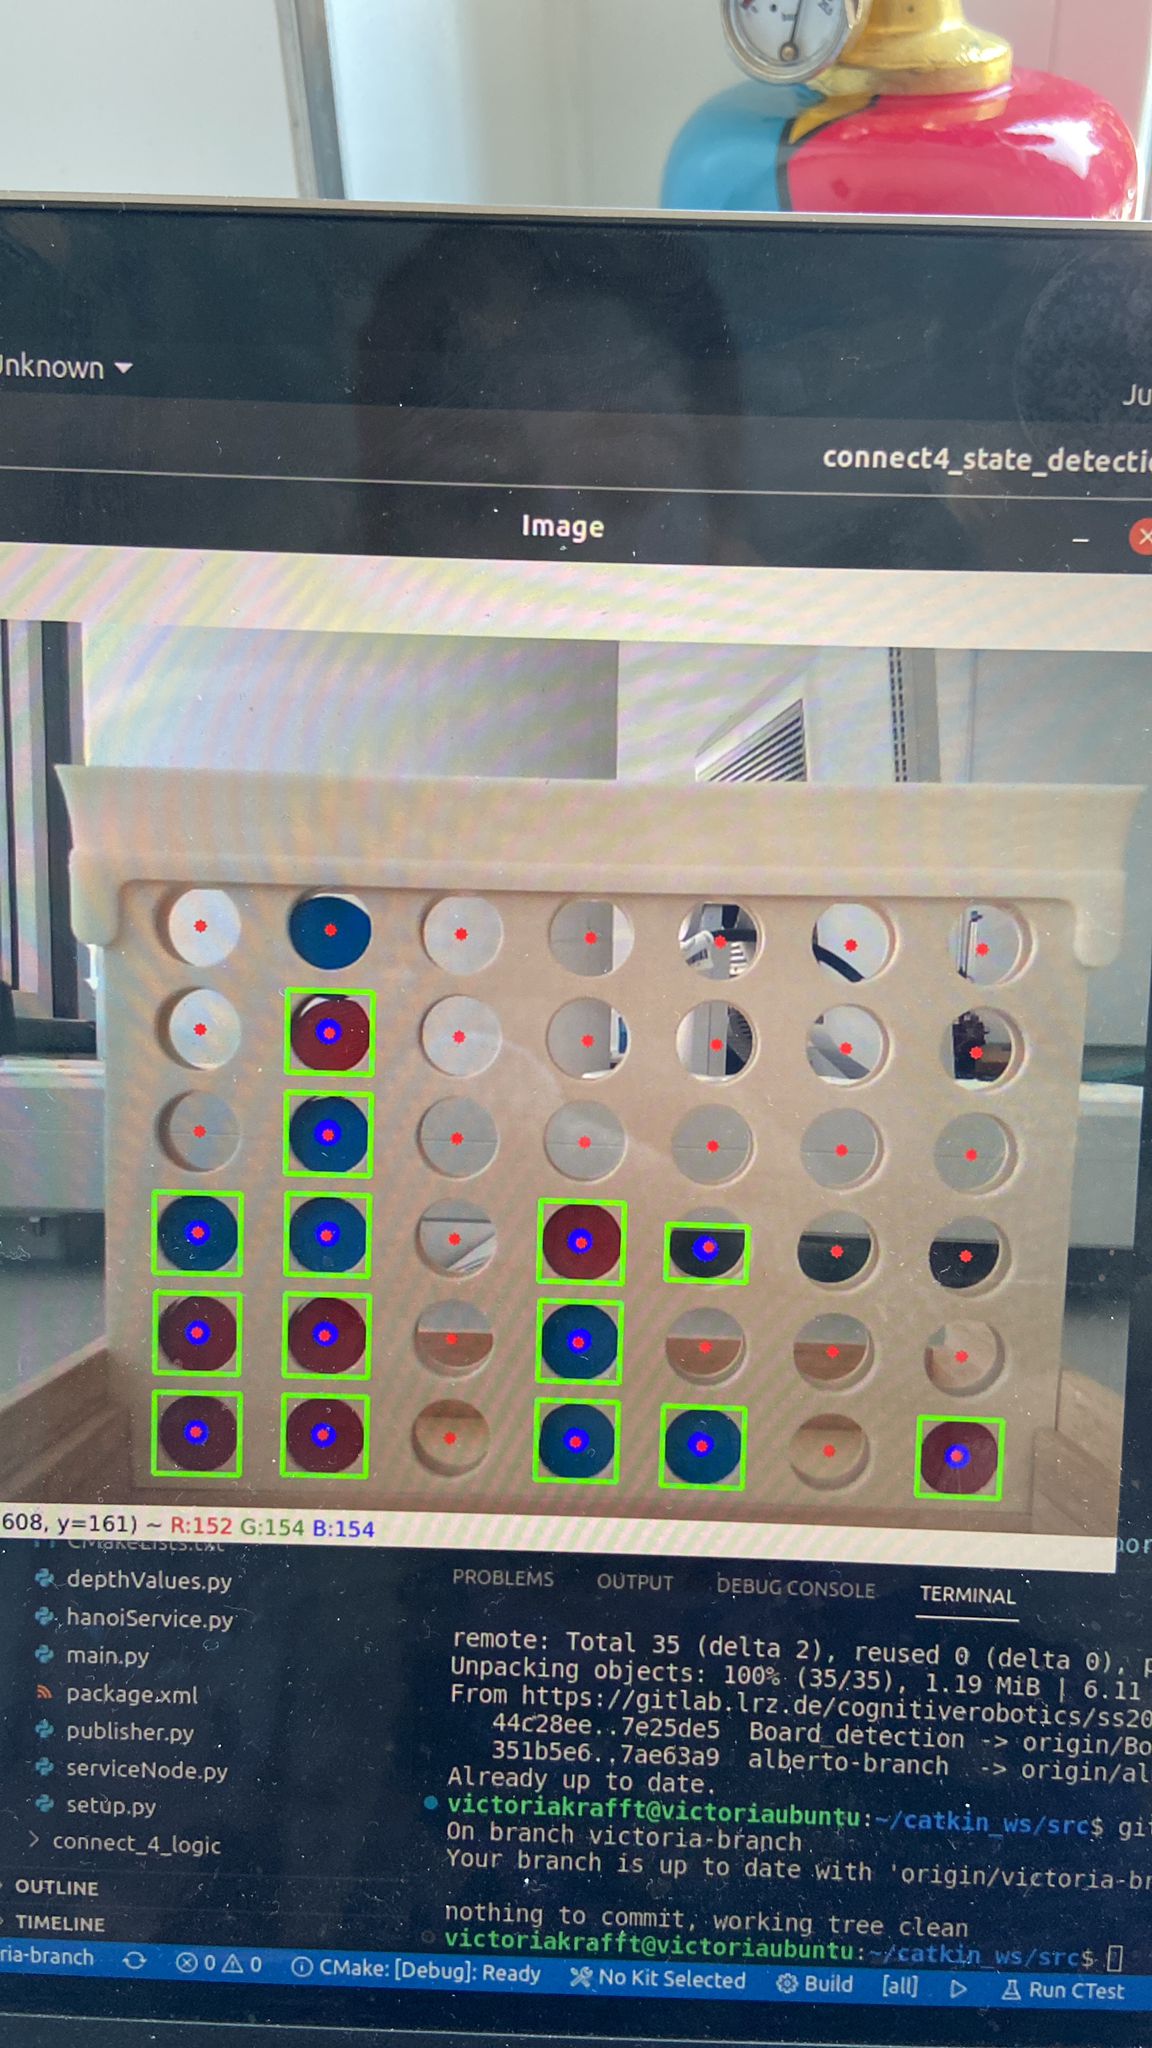 Unknown
Ju
connect4_state_detectio
Image
608, y=161) ~ R:152 G:154 B:154
CMakeLists.txt
depthValues.py
hanoiService.py
main.py
package.xml
publisher.py
serviceNode.py
setup.py
connect_4_logic
OUTLINE
TIMELINE
PROBLEMS OUTPUT DEBUG CONSOLE TERMINAL
remote: Total 35 (delta 2), reused 0 (delta 0), p
Unpacking objects: 100% (35/35), 1.19 MiB | 6.11
From https://gitlab.lrz.de/cognitiverobotics/ss20
44c28ee..7e25de5 Board_detection -> origin/Bo
351b5e6..7ae63a9 alberto-branch -> origin/al
Already up to date.
victoriakrafft@victoriaubuntu:~/catkin_ws/src$ git
On branch victoria-branch
Your branch is up to date with 'origin/victoria-br
nothing to commit, working tree clean
victoriakrafft@victoriaubuntu:~/catkin_ws/src$
ria-branch 0 0 CMake: [Debug]: Ready No Kit Selected Build [all] Run CTest